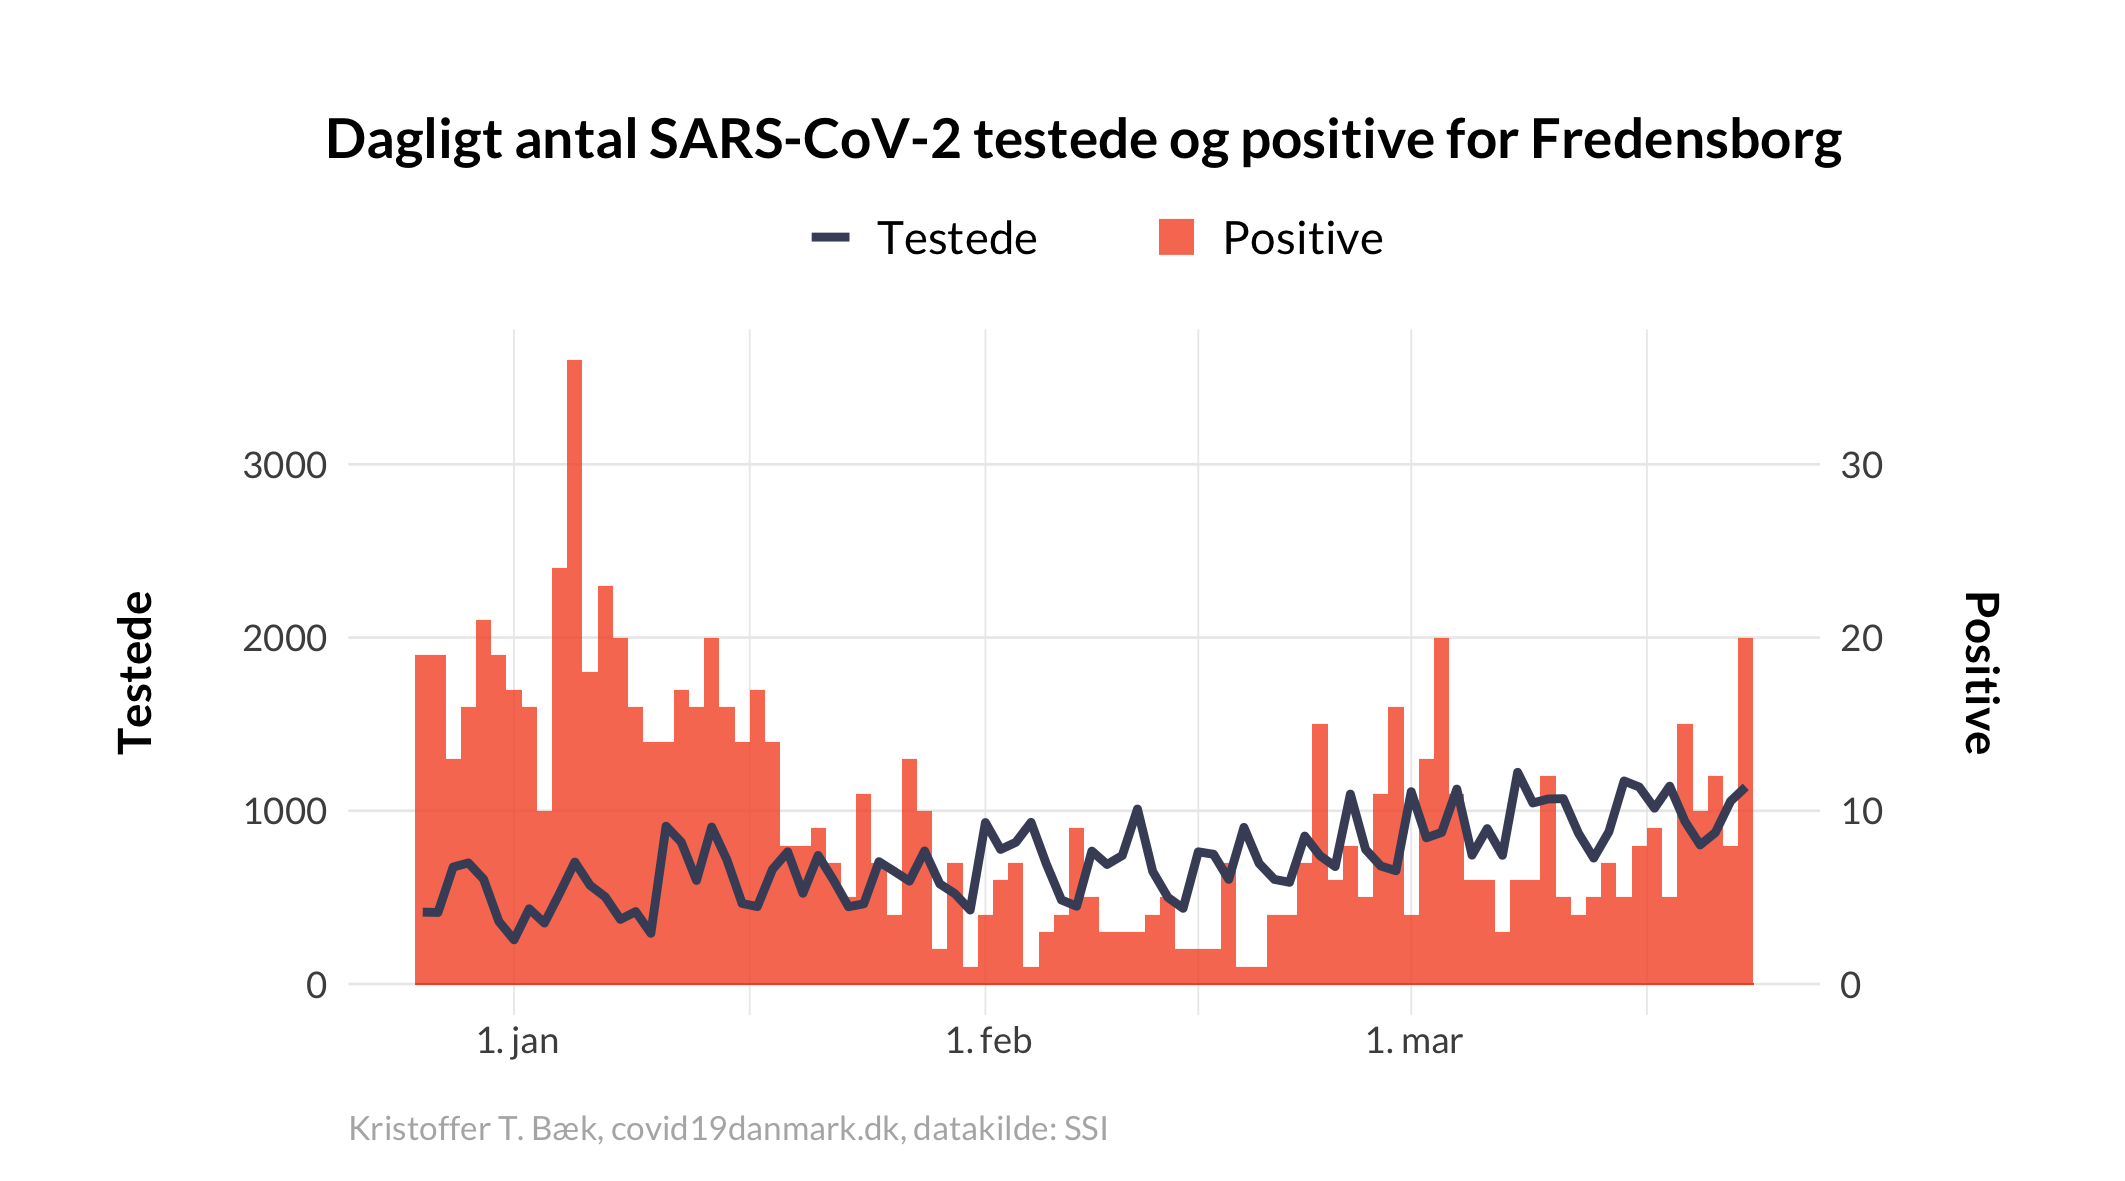 Dagligt antal SARS-CoV-2 testede og positive for Fredensborg
Testede
Positive
3000
2000
1000
0
30
20
10
0
Testede
Positive
1. jan
1. feb
1. mar
Kristoffer T. Bæk, covid19danmark.dk, datakilde: SSI